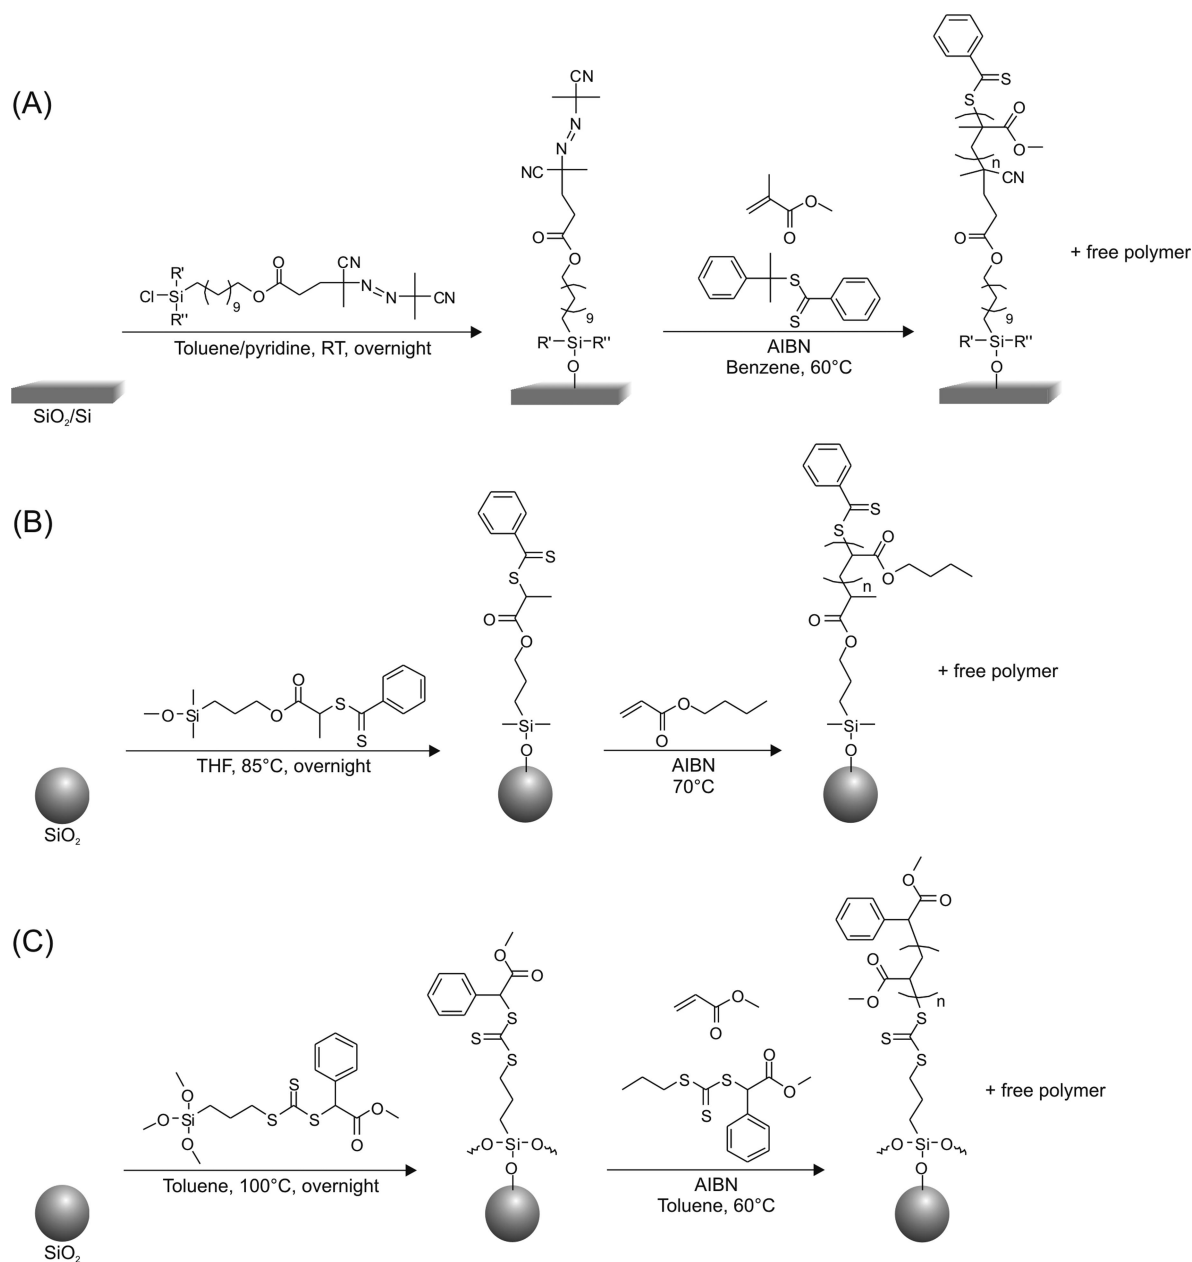 (A)
CN
N
N
NC
O
O
9
R'
Si
R''
O
R'
Cl
Si
R''
9
O
O
CN
N
N
CN
Toluene/pyridine, RT, overnight
SiO2/Si
O
O
S
S
AIBN
Benzene, 60°C
S
S
O
O
n
CN
O
O
9
R'
Si
R''
O
+ free polymer
(B)
O
Si
O
O
S
S
THF, 85°C, overnight
SiO2
S
S
O
O
Si
O
O
O
AIBN
70°C
S
S
O
O
n
O
O
Si
O
+ free polymer
(C)
O
O
Si
O
S
S
S
O
O
Toluene, 100°C, overnight
SiO2
O
O
S
S
S
O
Si
O
O
O
O
S
S
S
O
O
AIBN
Toluene, 60°C
O
O
O
O
n
S
S
S
O
Si
O
O
+ free polymer